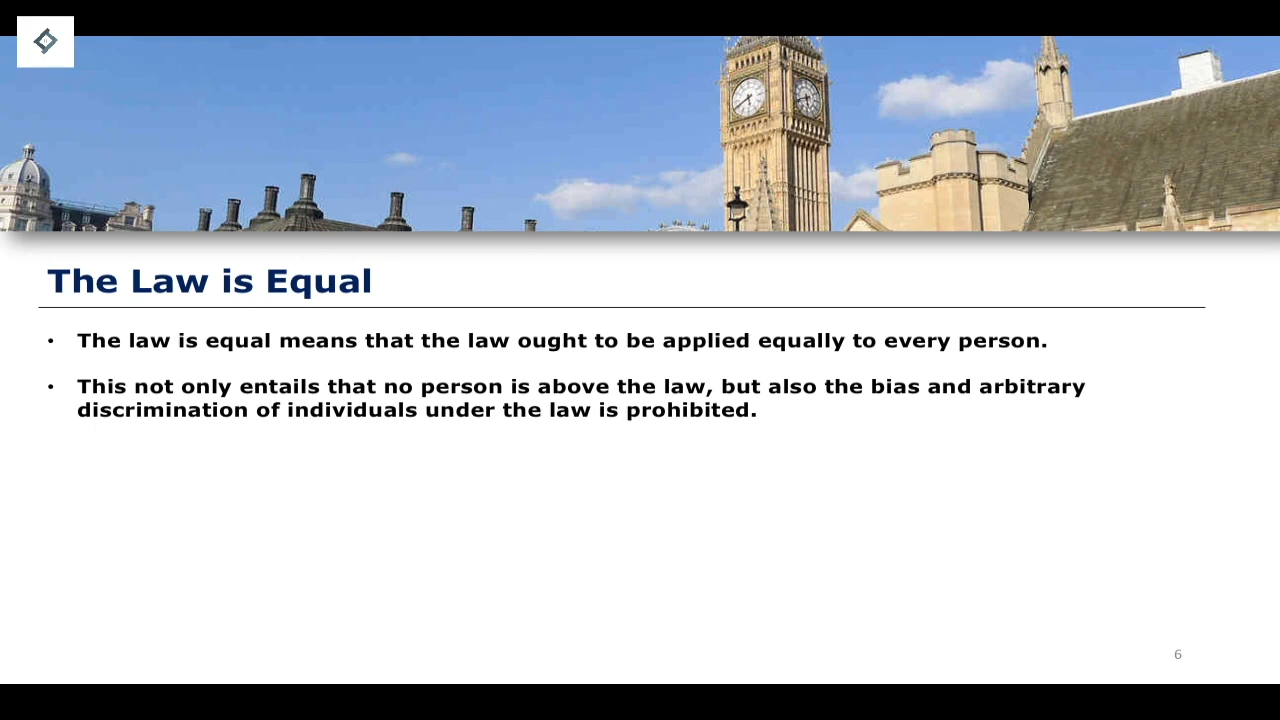 The Law is Equal
• The law is equal means that the law ought to be applied equally to every person.
• This not only entails that no person is above the law, but also the bias and arbitrary
discrimination of individuals under the law is prohibited.
6